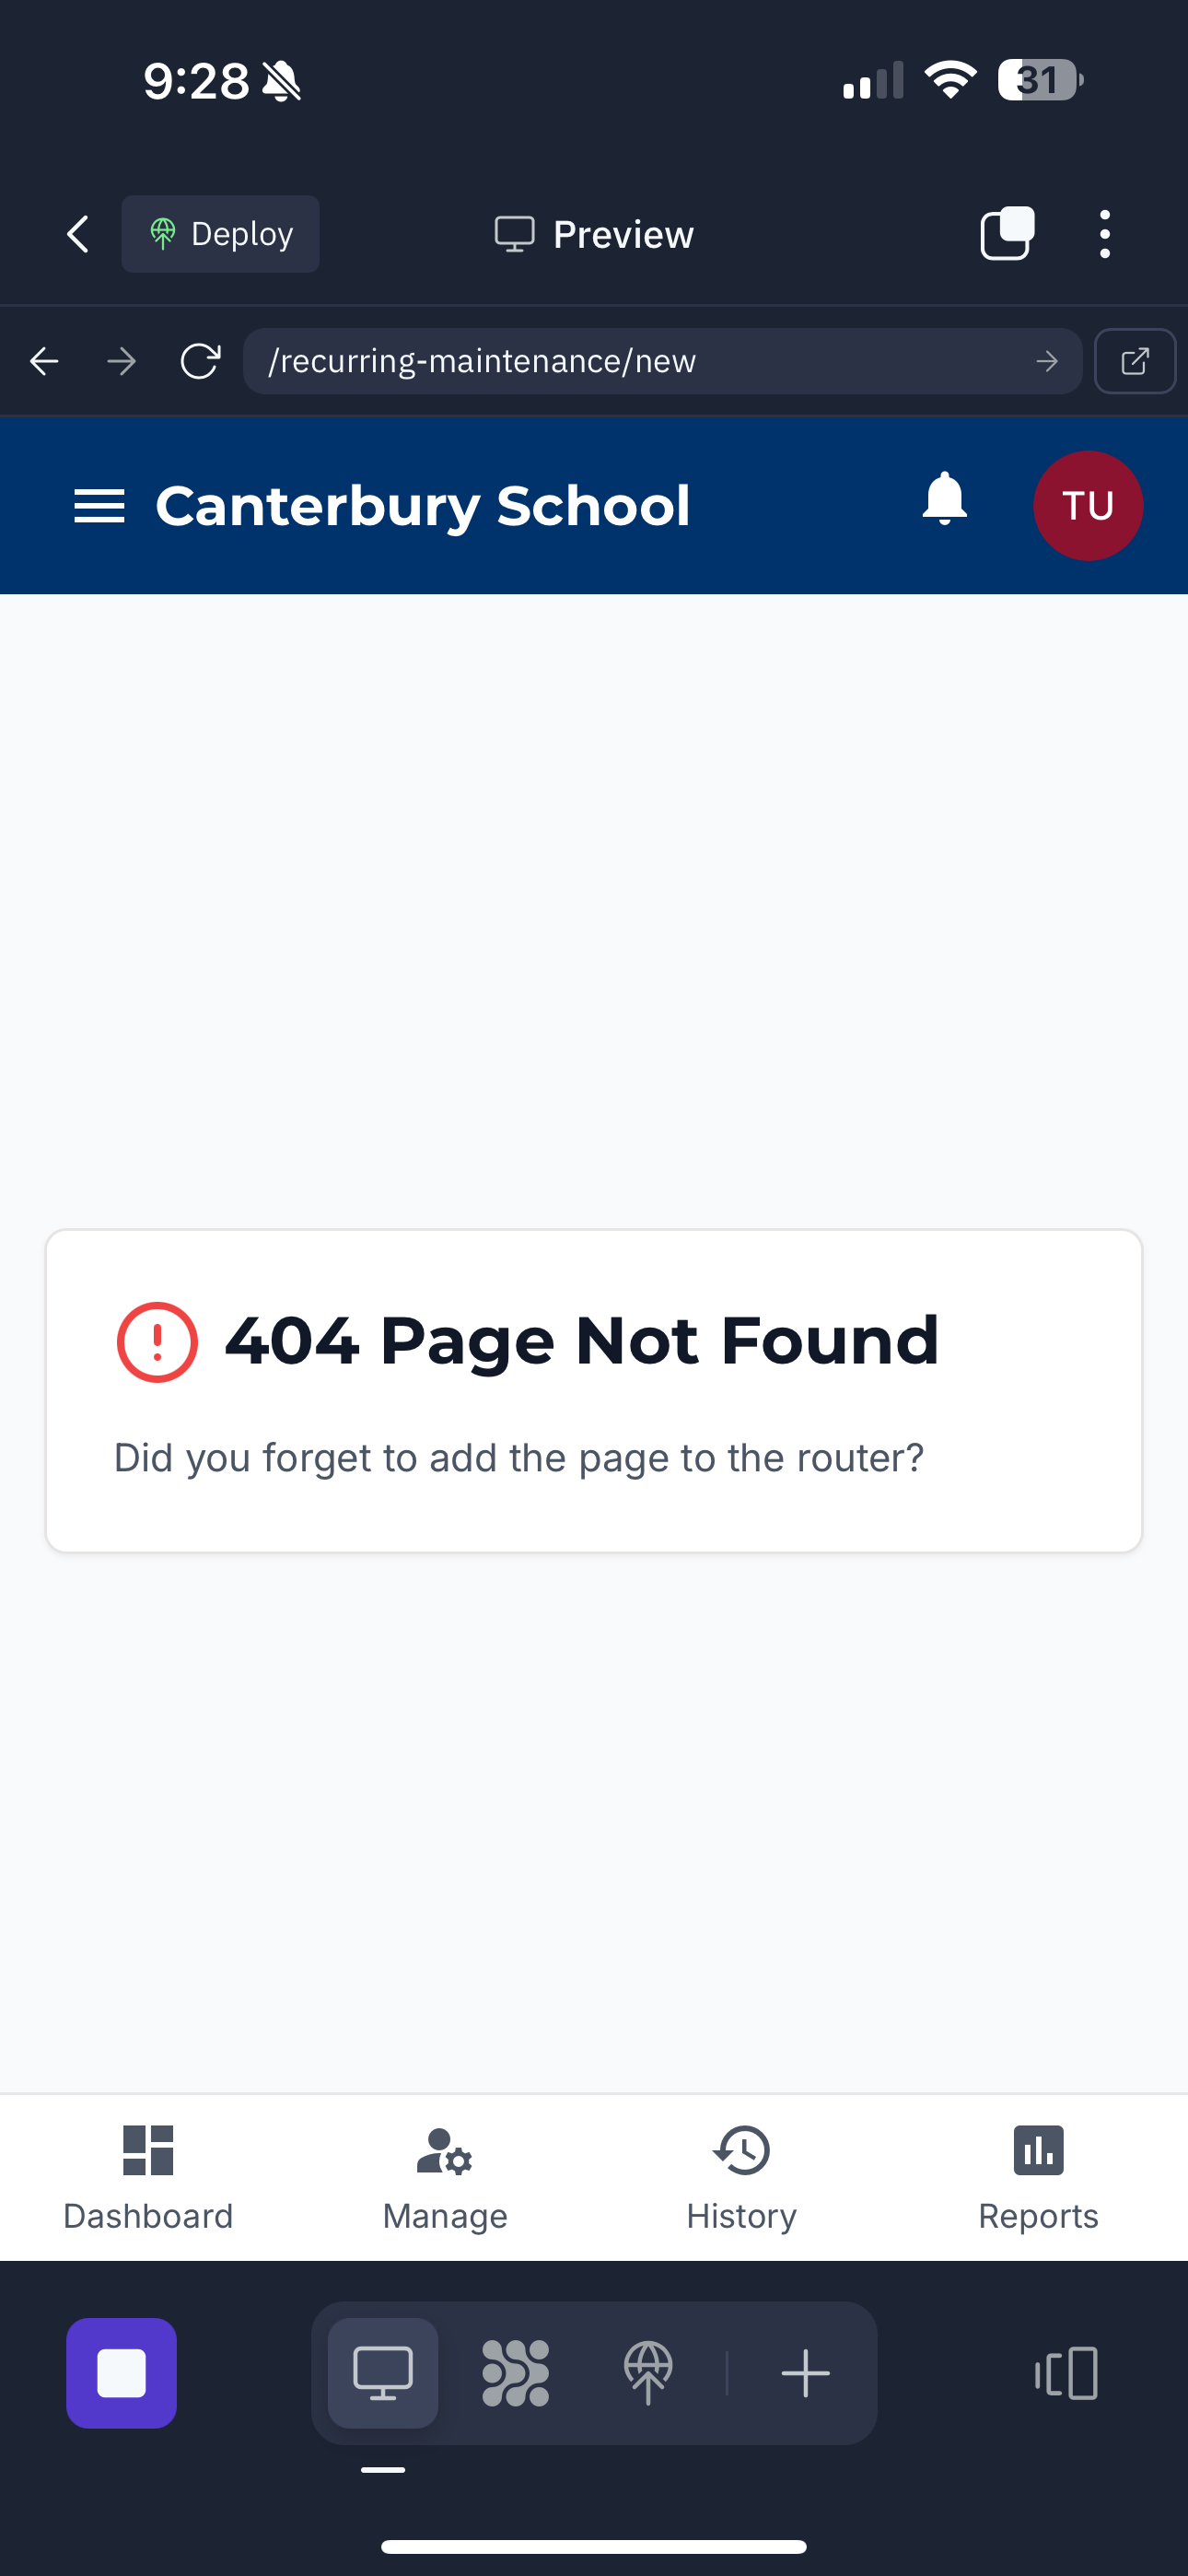 9:28
31
Deploy
Preview
/recurring-maintenance/new
Canterbury School
TU
404 Page Not Found
Did you forget to add the page to the router?
Dashboard
Manage
History
Reports